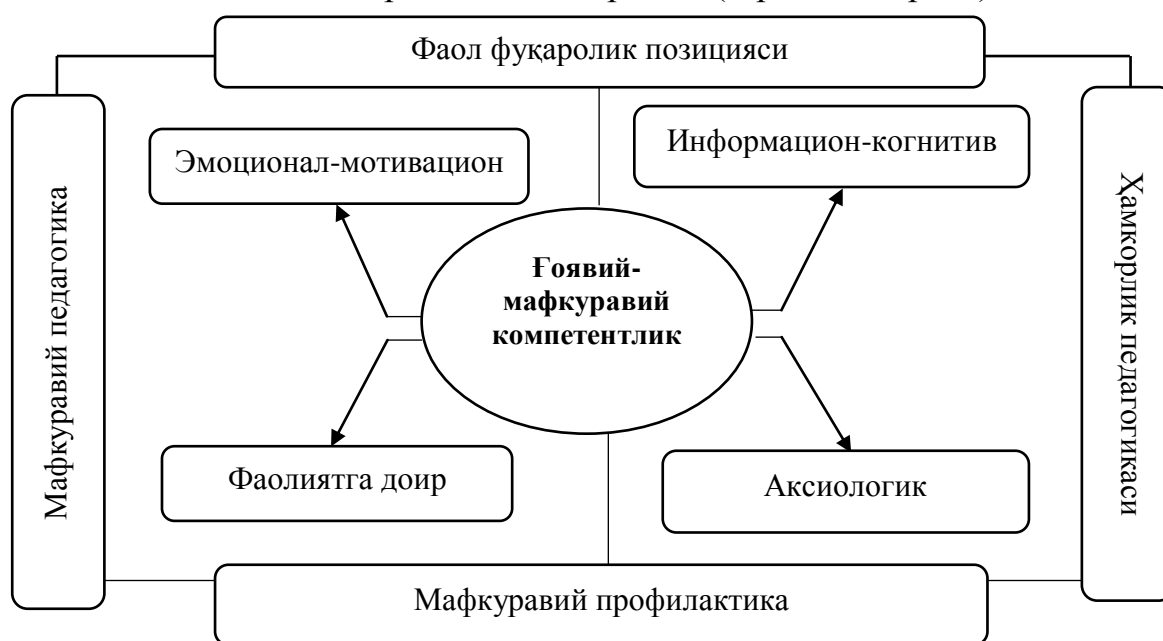 Фаол фуқаролик позицияси
Эмоционал-мотивацион
Информацион-когнитив
Мафкуравий педагогика
Ғоявий-
мафкуравий
компетентлик
Ҳамкорлик педагогикаси
Фаолиятга доир
Аксиологик
Мафкуравий профилактика